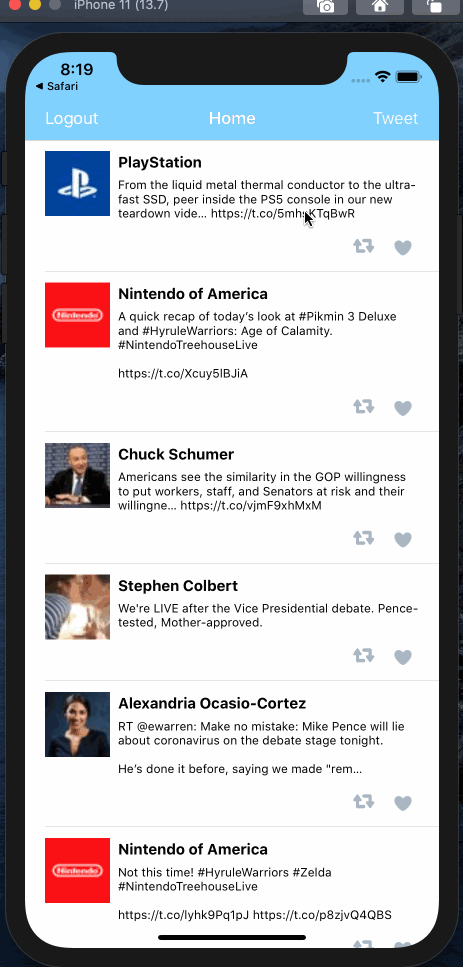 iPhone 11 (13.7)
8:19
Safari
Logout Home Tweet
PlayStation
From the liquid metal thermal conductor to the ultra-
fast SSD, peer inside the PS5 console in our new
teardown vide...
Nintendo of America
Nintendo
A quick recap of today's look at #Pikmin 3 Deluxe
and #HyruleWarriors: Age of Calamity.
#NintendoTreehouseLive
https://t.co/Xcuy5IBJiA
Chuck Schumer
Americans see the similarity in the GOP willingness
to put workers, staff, and Senators at risk and their
willingne... https://t.co/vjmF9xhMxM
Stephen Colbert
We're LIVE after the Vice Presidential debate. Pence-
tested, Mother-approved.
Alexandria Ocasio-Cortez
RT @ewarren: Make no mistake: Mike Pence will lie
about coronavirus on the debate stage tonight.
He's done it before, saying we made "rem...
Nintendo of America
Nintendo
Not this time! #HyruleWarriors #Zelda
#NintendoTreehouseLive
https://t.co/lyhk9Pq1pJ https://t.co/p8zjvQ4QBS